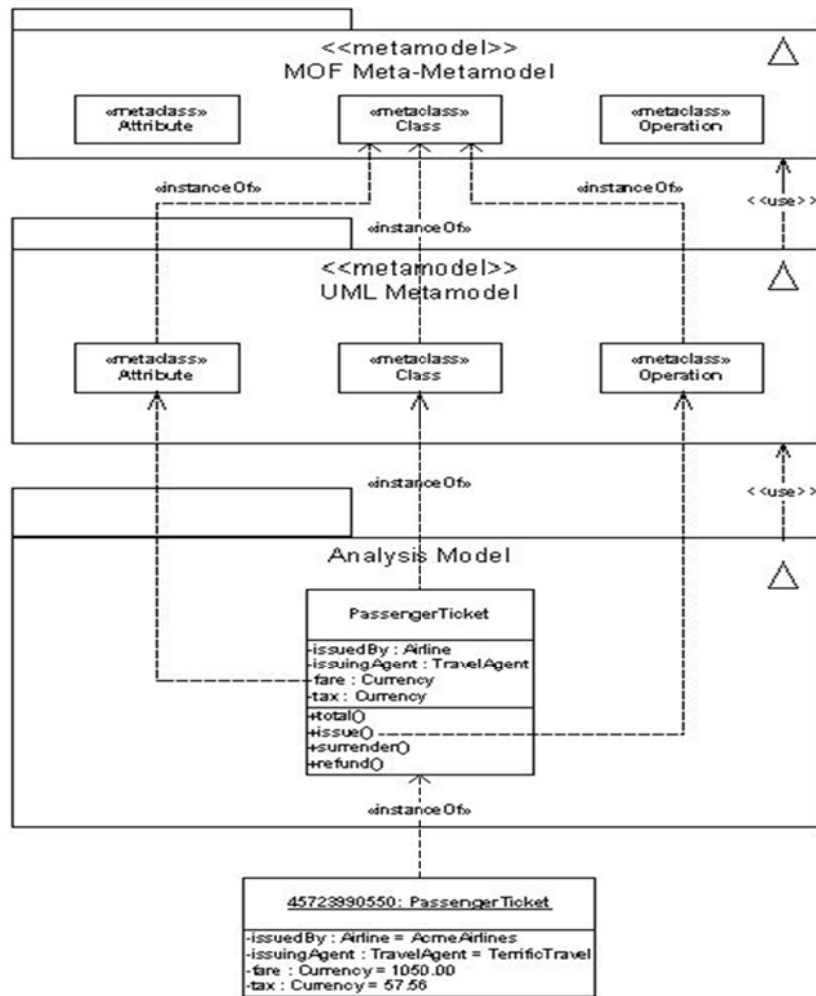 <<metamodel>>
MOF Meta-Metamodel
«metaclass»
Attribute
«metaclass»
Class
«metaclass»
Operation
«instanceOf»
«instanceOf»
«instanceOf»
<<use>>
<<metamodel>>
UML Metamodel
«metaclass»
Attribute
«metaclass»
Class
«metaclass»
Operation
«instanceOf»
<<use>>
Analysis Model
PassengerTicket
-issuedBy : Airline
-issuingAgent : TravelAgent
-fare : Currency
-tax : Currency
+total()
+issue()
+surrender()
+refund()
«instanceOf»
45723990550: PassengerTicket
-issuedBy : Airline = AcmeAirlines
-issuingAgent : TravelAgent = TerrificTravel
-fare : Currency = 1050.00
-tax : Currency = 57.56